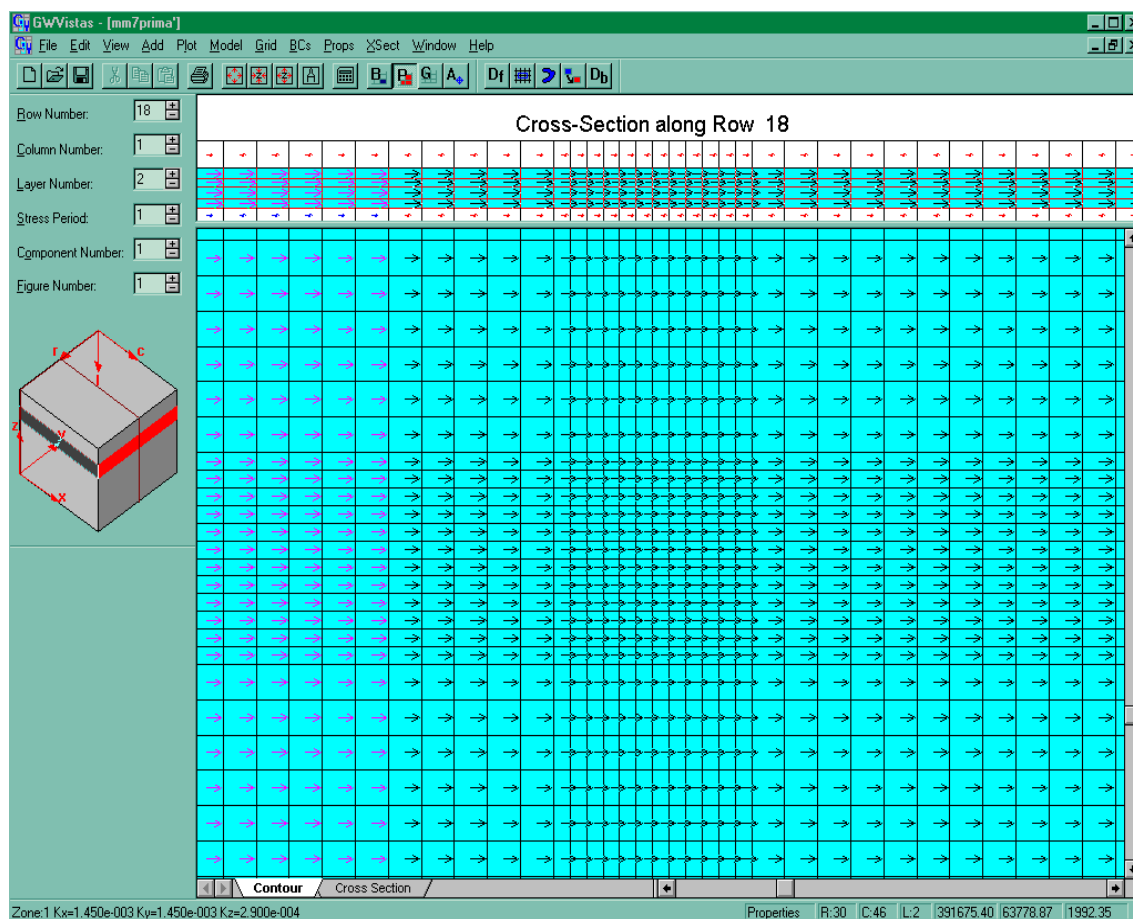 GWVistas - [mm7prima']
File Edit View Add Plot Model Grid BCs Props XSect Window Help
B P G A Df Db
Row Number: 18
Column Number: 1
Layer Number: 2
Stress Period: 1
Component Number: 1
Figure Number: 1
Cross-Section along Row 18
r c
l
z y
x
Contour Cross Section
Zone:1 Kx=1.450e-003 Ky=1.450e-003 Kz=2.900e-004 Properties R:30 C:46 L:2 391675.40 63778.87 1992.35